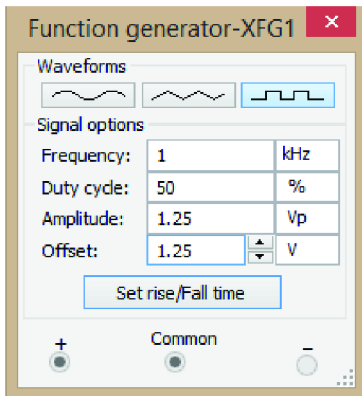 Function generator-XFG1
Waveforms
Signal options
Frequency: 1 kHz
Duty cycle: 50 %
Amplitude: 1.25 Vp
Offset: 1.25 V
Set rise/Fall time
+ Common –